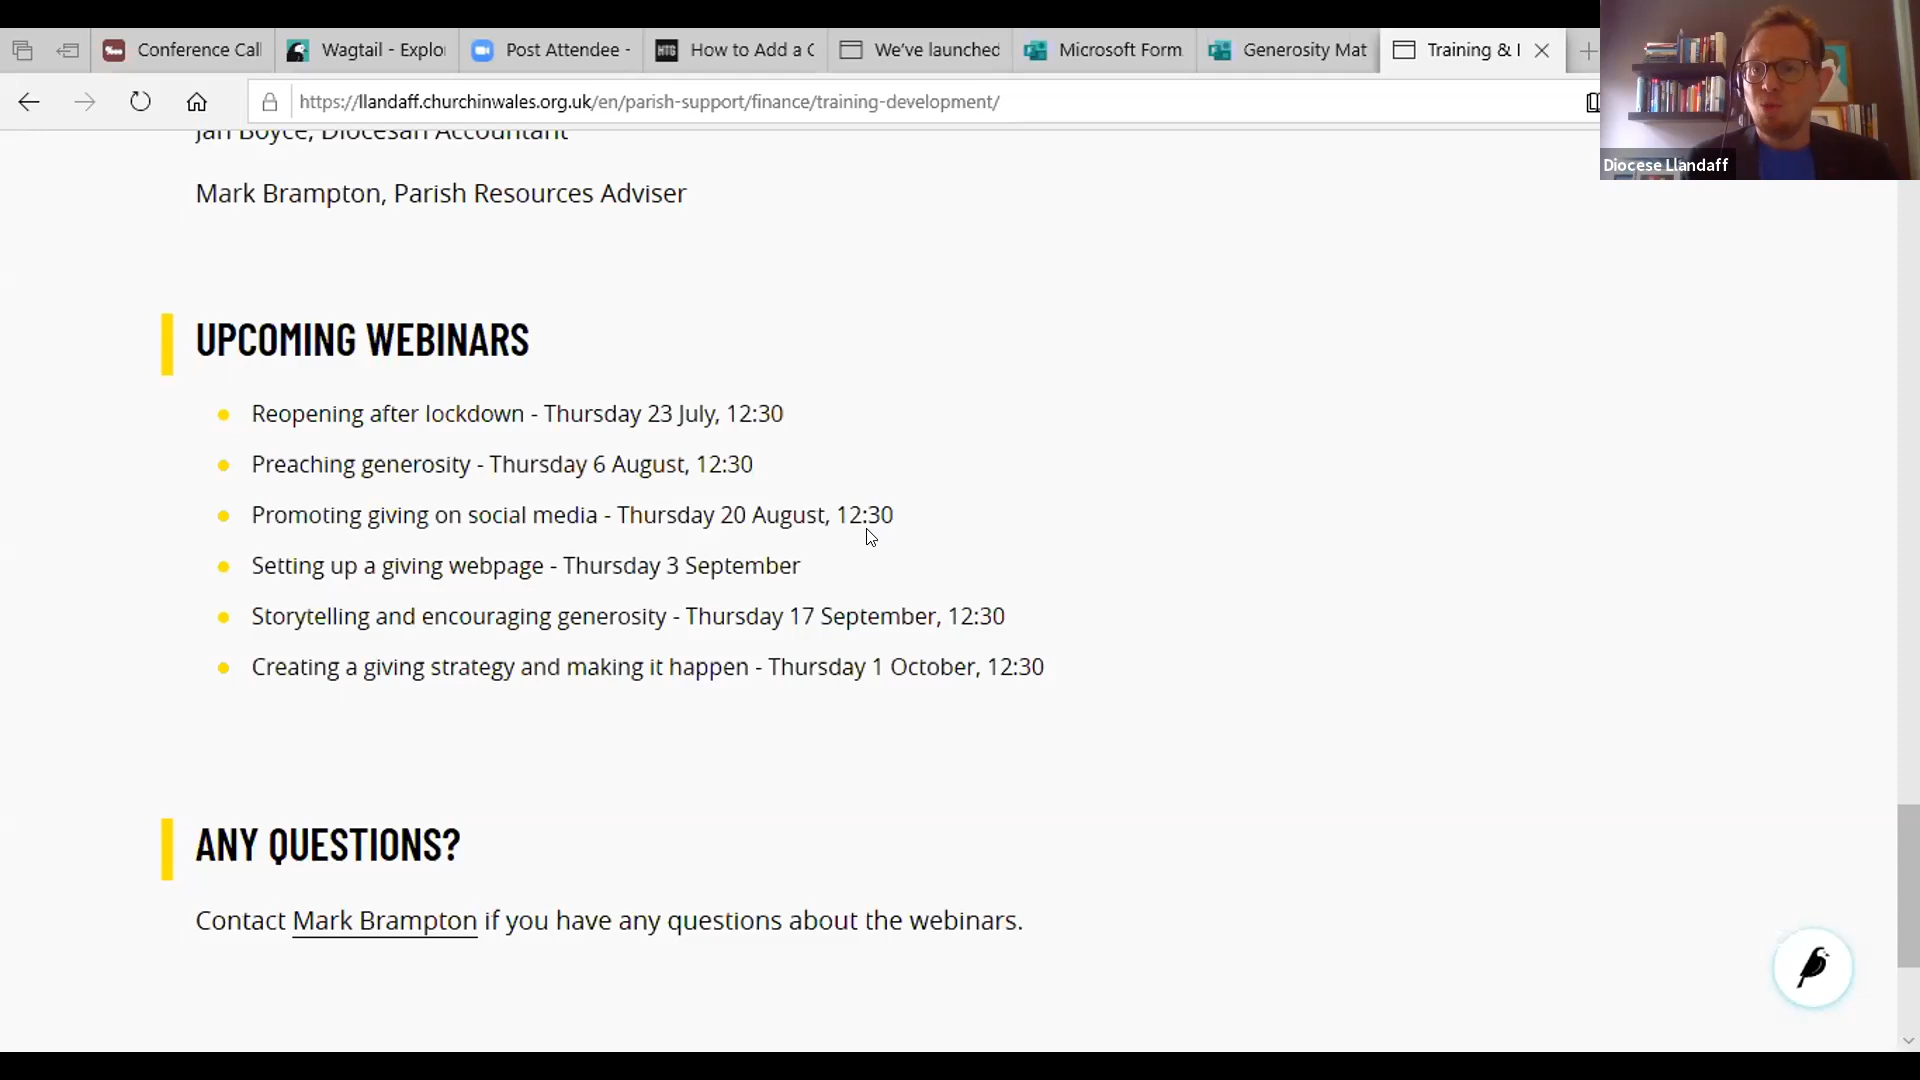 Conference Call
Wagtail - Explo
Post Attendee -
HTG
How to Add a C
We've launched
Microsoft Form
Generosity Mat
Training & I
https://llandaff.churchinwales.org.uk/en/parish-support/finance/training-development/
Diocese Llandaff
Jan Boyce, Diocesan Accountant
Mark Brampton, Parish Resources Adviser
UPCOMING WEBINARS
Reopening after lockdown - Thursday 23 July, 12:30
Preaching generosity - Thursday 6 August, 12:30
Promoting giving on social media - Thursday 20 August, 12:30
Setting up a giving webpage - Thursday 3 September
Storytelling and encouraging generosity - Thursday 17 September, 12:30
Creating a giving strategy and making it happen - Thursday 1 October, 12:30
ANY QUESTIONS?
Contact Mark Brampton if you have any questions about the webinars.